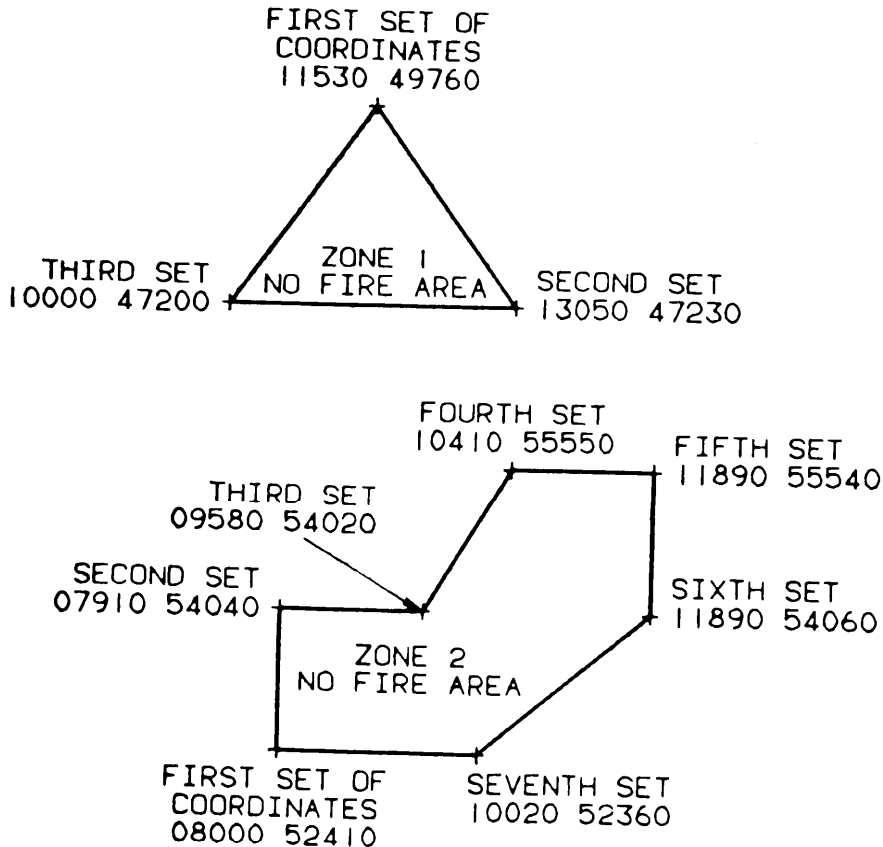 FIRST SET OF
COORDINATES
11530 49760
ZONE 1
NO FIRE AREA
THIRD SET
10000 47200
SECOND SET
13050 47230
FOURTH SET
10410 55550
FIFTH SET
11890 55540
THIRD SET
09580 54020
SECOND SET
07910 54040
SIXTH SET
11890 54060
ZONE 2
NO FIRE AREA
FIRST SET OF
COORDINATES
08000 52410
SEVENTH SET
10020 52360